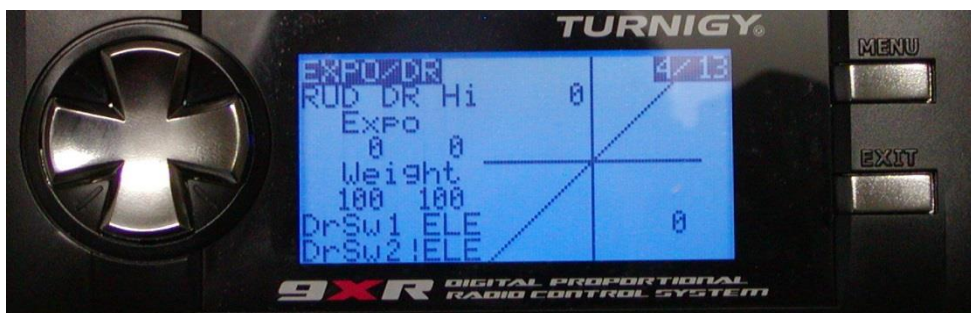 TURNIGY®
MENU
EXPO/DR 4/13
RUD DR Hi 0
Expo
0 0
Weight
100 100
EXIT
DrSw1 ELE 0
DrSw2!ELE
9XR DIGITAL PROPORTIONAL
RADIO CONTROL SYSTEM